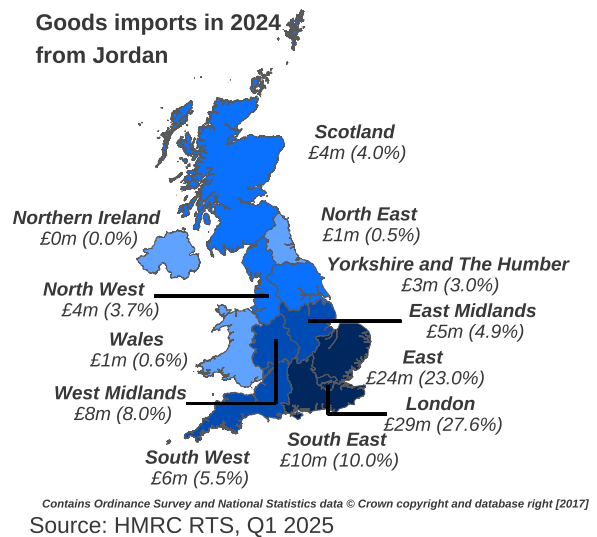 Goods imports in 2024
from Jordan
Scotland
£4m (4.0%)
Northern Ireland
£0m (0.0%)
North East
£1m (0.5%)
Yorkshire and The Humber
£3m (3.0%)
North West
£4m (3.7%)
East Midlands
£5m (4.9%)
Wales
£1m (0.6%)
East
£24m (23.0%)
West Midlands
£8m (8.0%)
London
£29m (27.6%)
South East
£10m (10.0%)
South West
£6m (5.5%)
Contains Ordinance Survey and National Statistics data © Crown copyright and database right [2017]
Source: HMRC RTS, Q1 2025